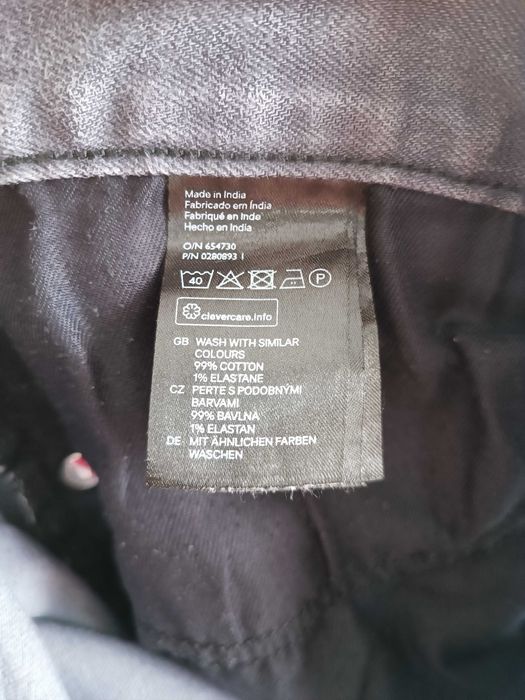 Made in India
Fabricado em Índia
Fabriqué en Inde
Hecho en India
O/N 654730
P/N 0280893 1
40 P
clevercare.info
GB WASH WITH SIMILAR
COLOURS
99% COTTON
1% ELASTANE
CZ PERTE S PODOBNÝMI
BARVAMI
99% BAVLNA
1% ELASTAN
DE MIT ÄHNLICHEN FARBEN
WASCHEN